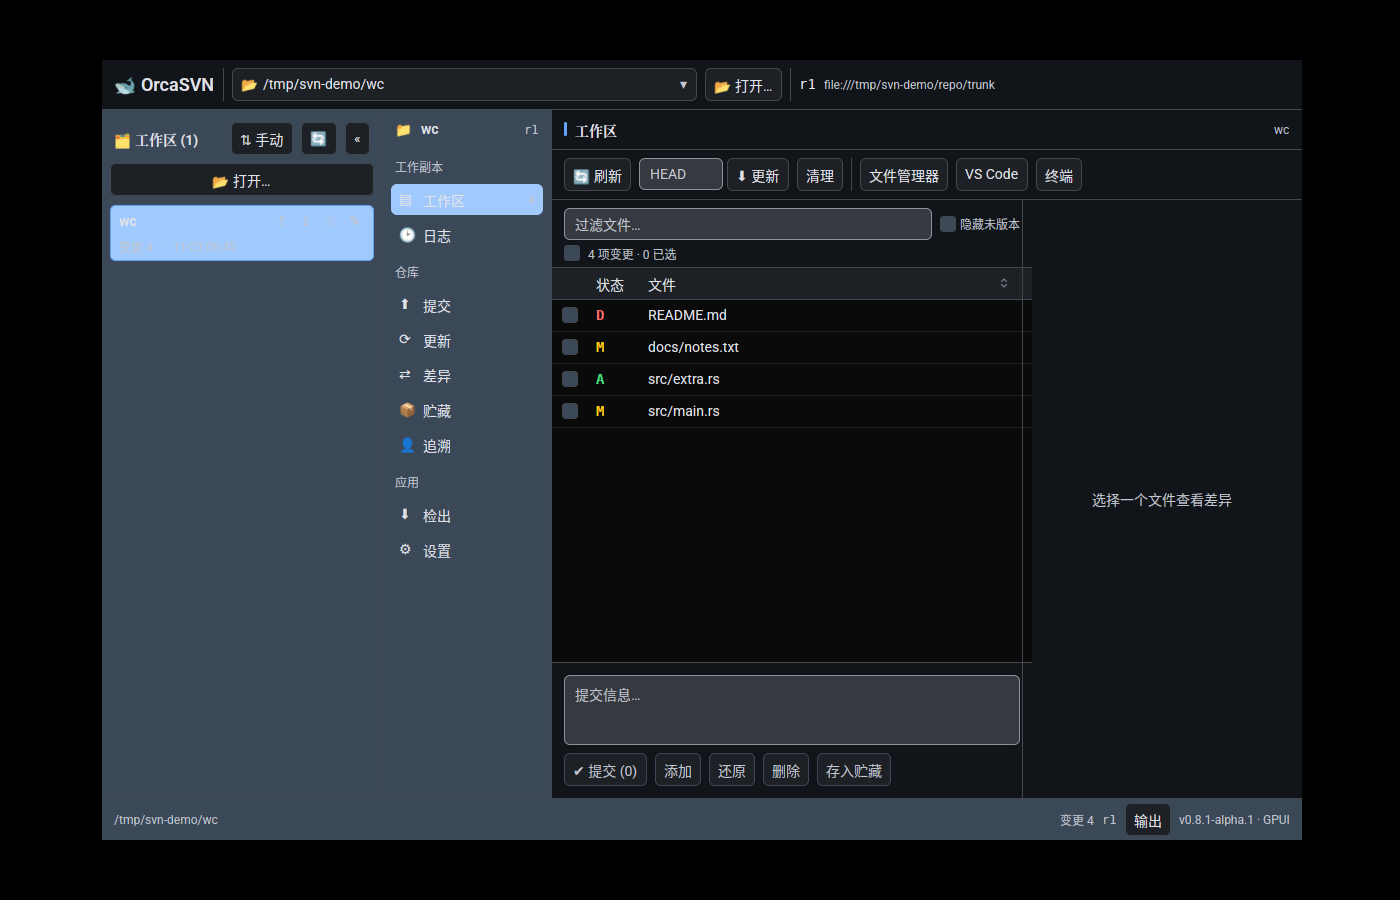 OrcaSVN
/tmp/svn-demo/wc
打开…
r1
file:///tmp/svn-demo/repo/trunk
工作区 (1)
手动
«
打开…
wc
变更 4
wc
r1
工作副本
工作区
日志
仓库
提交
更新
差异
贮藏
追溯
应用
检出
设置
工作区
wc
刷新
HEAD
更新
清理
文件管理器
VS Code
终端
过滤文件…
隐藏未版本
4 项变更 · 0 已选
状态 文件
D README.md
M docs/notes.txt
A src/extra.rs
M src/main.rs
选择一个文件查看差异
提交信息…
✔ 提交 (0)
添加
还原
删除
存入贮藏
/tmp/svn-demo/wc
变更 4
r1
输出
v0.8.1-alpha.1 · GPUI